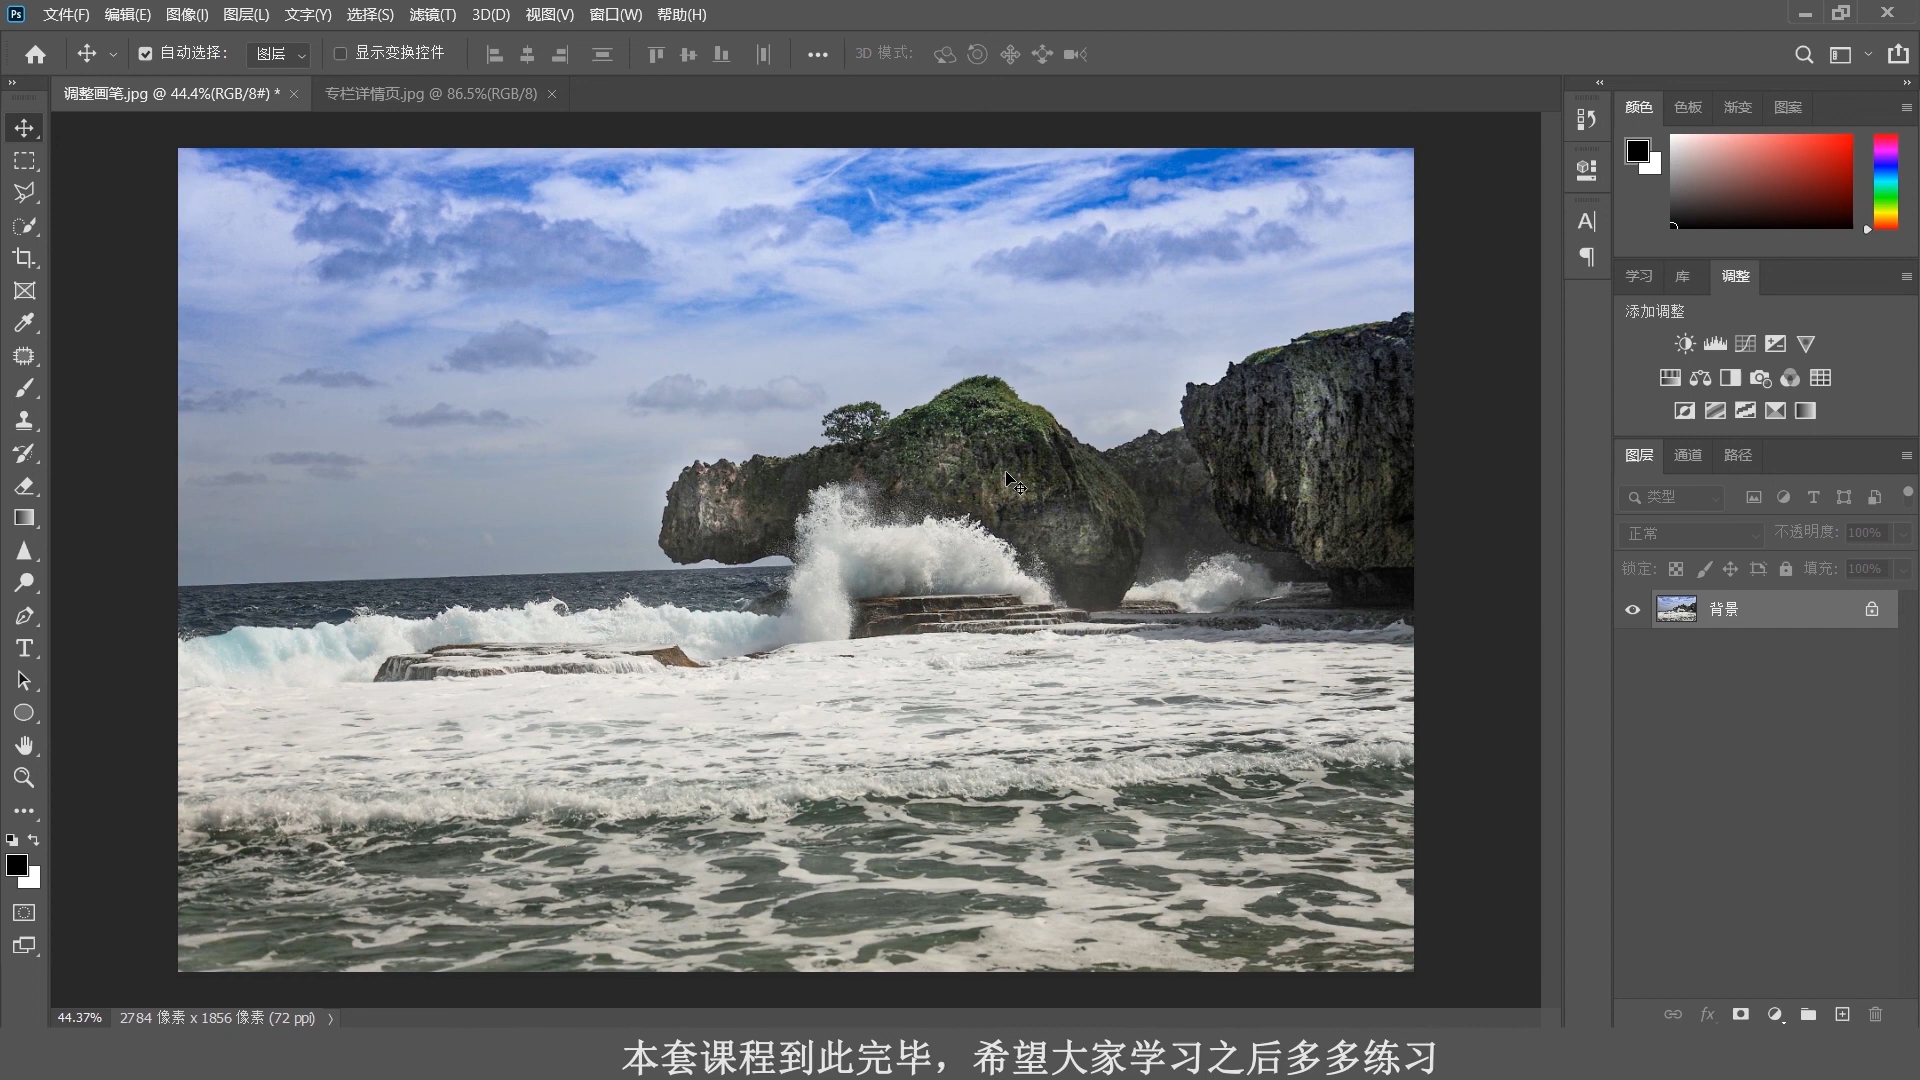 Ps 文件(F) 编辑(E) 图像(I) 图层(L) 文字(Y) 选择(S) 滤镜(T) 3D(D) 视图(V) 窗口(W) 帮助(H)
自动选择: 图层 显示变换控件 3D 模式:
调整画笔.jpg @ 44.4%(RGB/8#) * × 专栏详情页.jpg @ 86.5%(RGB/8) ×
颜色 色板 渐变 图案
学习 库 调整
添加调整
图层 通道 路径
类型
正常 不透明度: 100%
锁定: 填充: 100%
背景
44.37% 2784 像素 x 1856 像素 (72 ppi)
本套课程到此完毕，希望大家学习之后多多练习